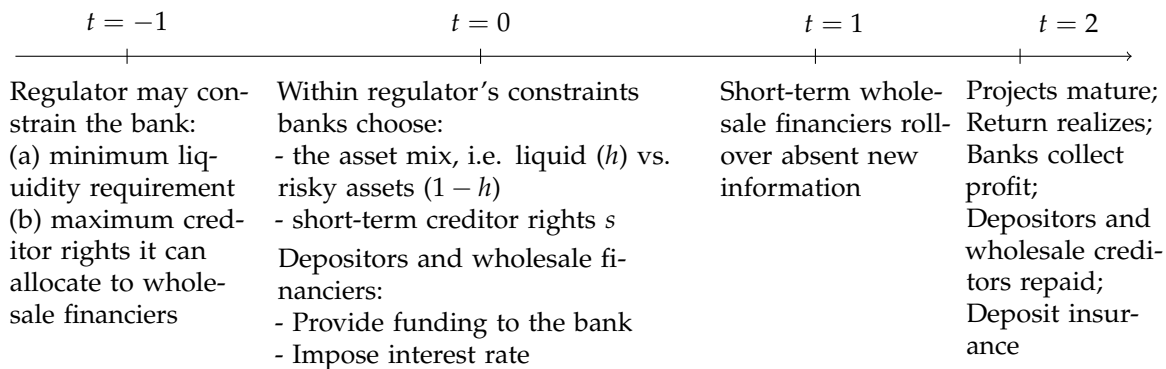 t = −1
t = 0
t = 1
t = 2
Regulator may con-
strain the bank:
(a) minimum liq-
uidity requirement
(b) maximum cred-
itor rights it can
allocate to whole-
sale financiers
Within regulator's constraints
banks choose:
- the asset mix, i.e. liquid (h) vs.
risky assets (1 − h)
- short-term creditor rights s
Depositors and wholesale fi-
nanciers:
- Provide funding to the bank
- Impose interest rate
Short-term whole-
sale financiers roll-
over absent new
information
Projects mature;
Return realizes;
Banks collect
profit;
Depositors and
wholesale credi-
tors repaid;
Deposit insur-
ance